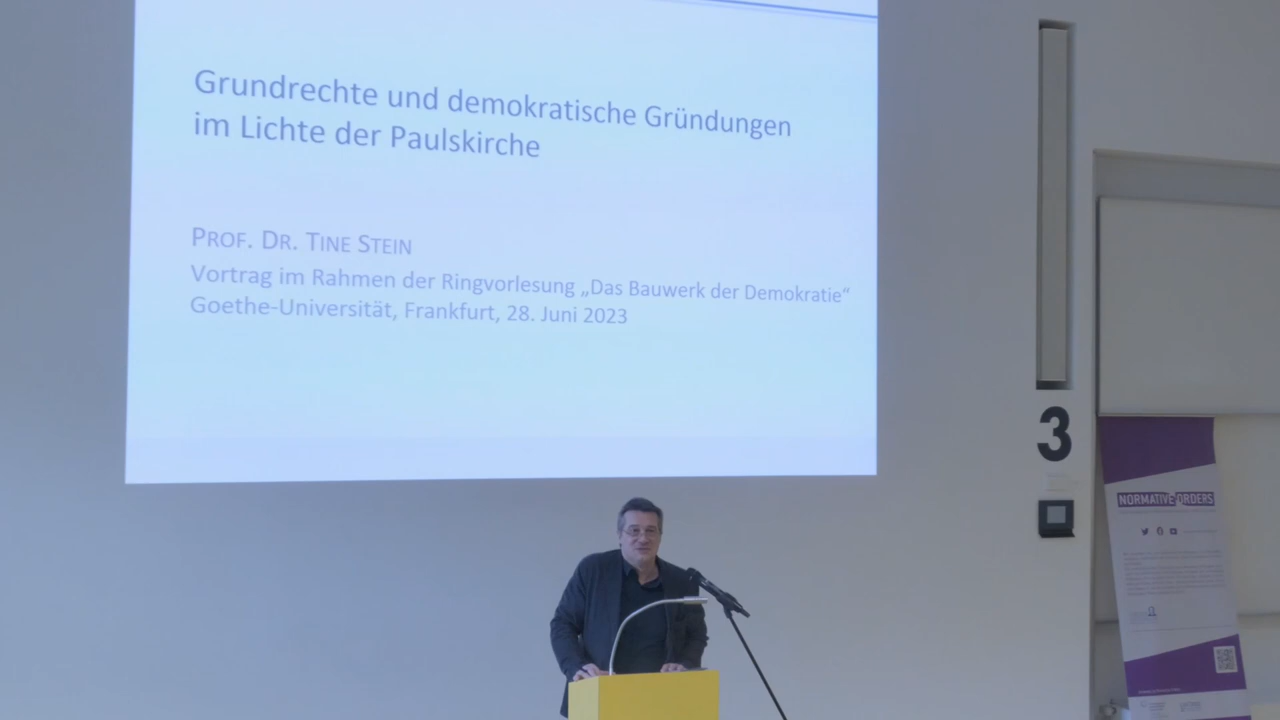 Grundrechte und demokratische Gründungen
im Lichte der Paulskirche
PROF. DR. TINE STEIN
Vortrag im Rahmen der Ringvorlesung „Das Bauwerk der Demokratie“
Goethe-Universität, Frankfurt, 28. Juni 2023
3
NORMATIVE ORDERS